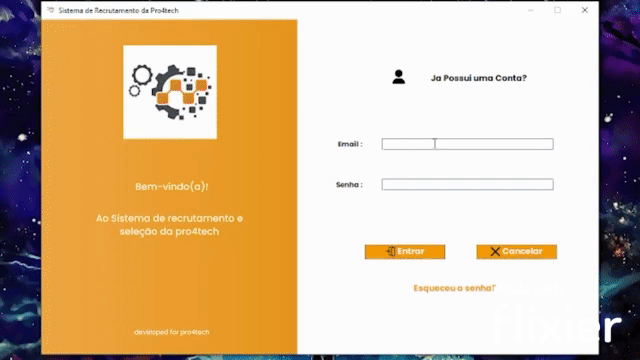 Sistema de Recrutamento da Pro4tech
Bem-vindo(a)!
Ao Sistema de recrutamento e
seleção da pro4tech
developed for pro4tech
Ja Possui uma Conta?
Email :
Senha :
Entrar
Cancelar
Esqueceu a senha?
flixier